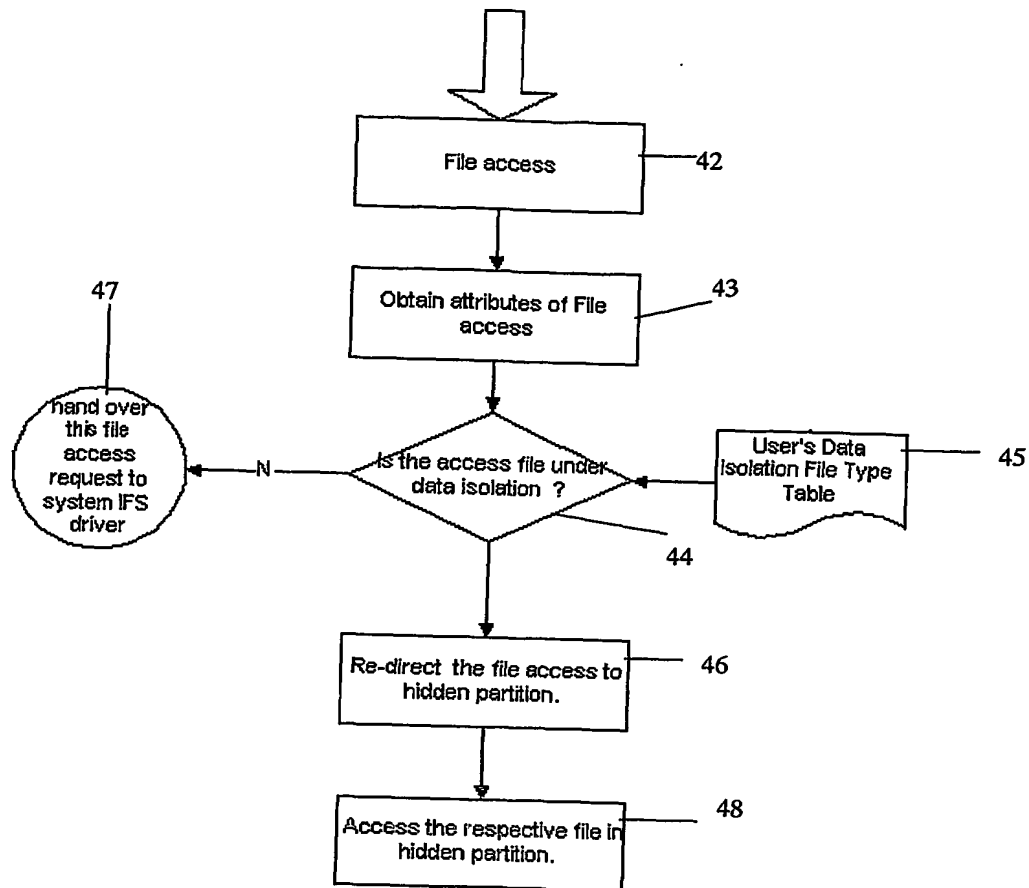 File access
42
Obtain attributes of File
access
43
47
hand over
this file
access
request to
system IFS
driver
N
Is the access file under
data isolation ?
44
User's Data
Isolation File Type
Table
45
Re-direct the file access to
hidden partition.
46
Access the respective file in
hidden partition.
48